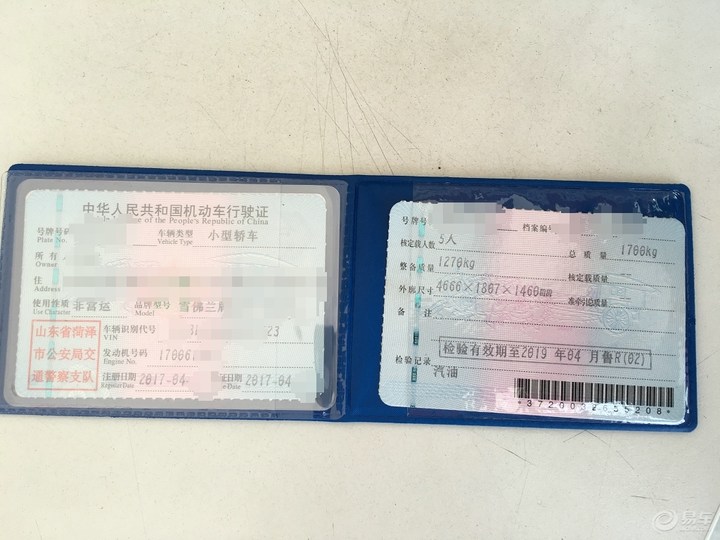 中华人民共和国机动车行驶证
of the People's Republic of China
号牌号码
Plate No.
车辆类型 小型轿车
Vehicle Type
所有人
Owner
住
Address
使用性质 非营运
Use Character
品牌型号 雪佛兰牌
Model
山东省菏泽
市公安局交
通警察支队
车辆识别代号
VIN
23
发动机号码
Engine No.
注册日期 2017-04
Register Date
证日期 2017-04
e Date
号牌号
档案编
核定载人数 5人
总质量 1700kg
整备质量 1270kg
核定载质量
外廓尺寸 4666×1807×1460
准牵引总质量
备注
检验有效期至2019 年04 月鲁R(02)
检验记录
汽油
易车